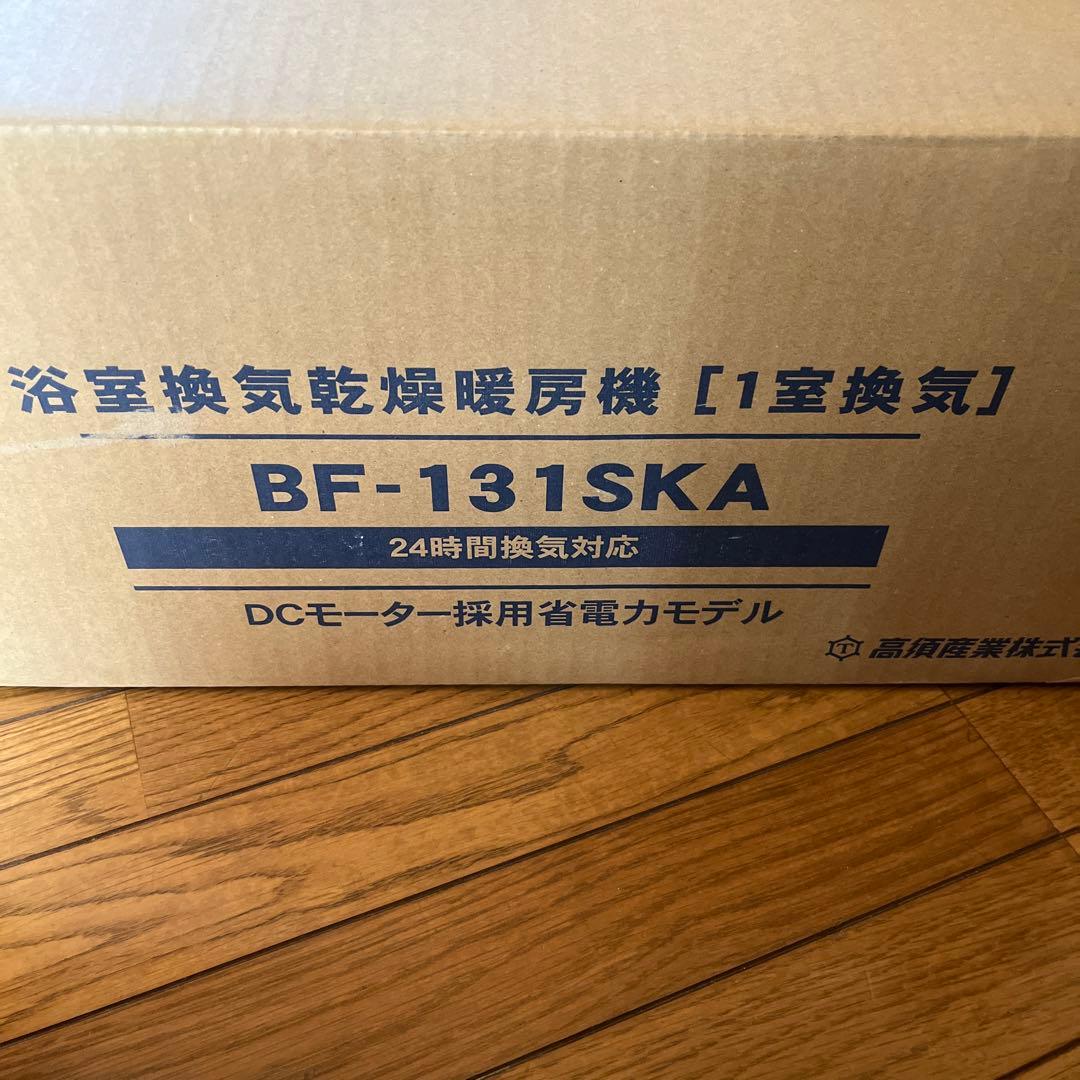 浴室換気乾燥暖房機 [1室換気]
BF-131SKA
24時間換気対応
DCモーター採用省電力モデル
T 高須産業株式